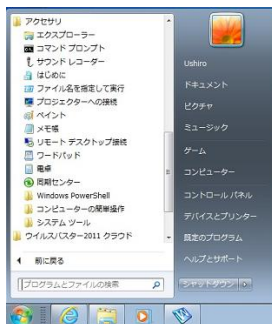 アクセサリ
エクスプローラー
コマンド プロンプト
サウンド レコーダー
はじめに
ファイル名を指定して実行
プロジェクターへの接続
ペイント
メモ帳
リモート デスクトップ接続
ワードパッド
電卓
同期センター
Windows PowerShell
コンピューターの簡単操作
システム ツール
ウイルスバスター2011 クラウド
前に戻る
プログラムとファイルの検索
Ushiro
ドキュメント
ピクチャ
ミュージック
ゲーム
コンピューター
コントロール パネル
デバイスとプリンター
既定のプログラム
ヘルプとサポート
シャットダウン